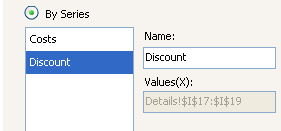 By Series
Costs
Discount
Name:
Discount
Values(X):
Details!$I$17:$I$19